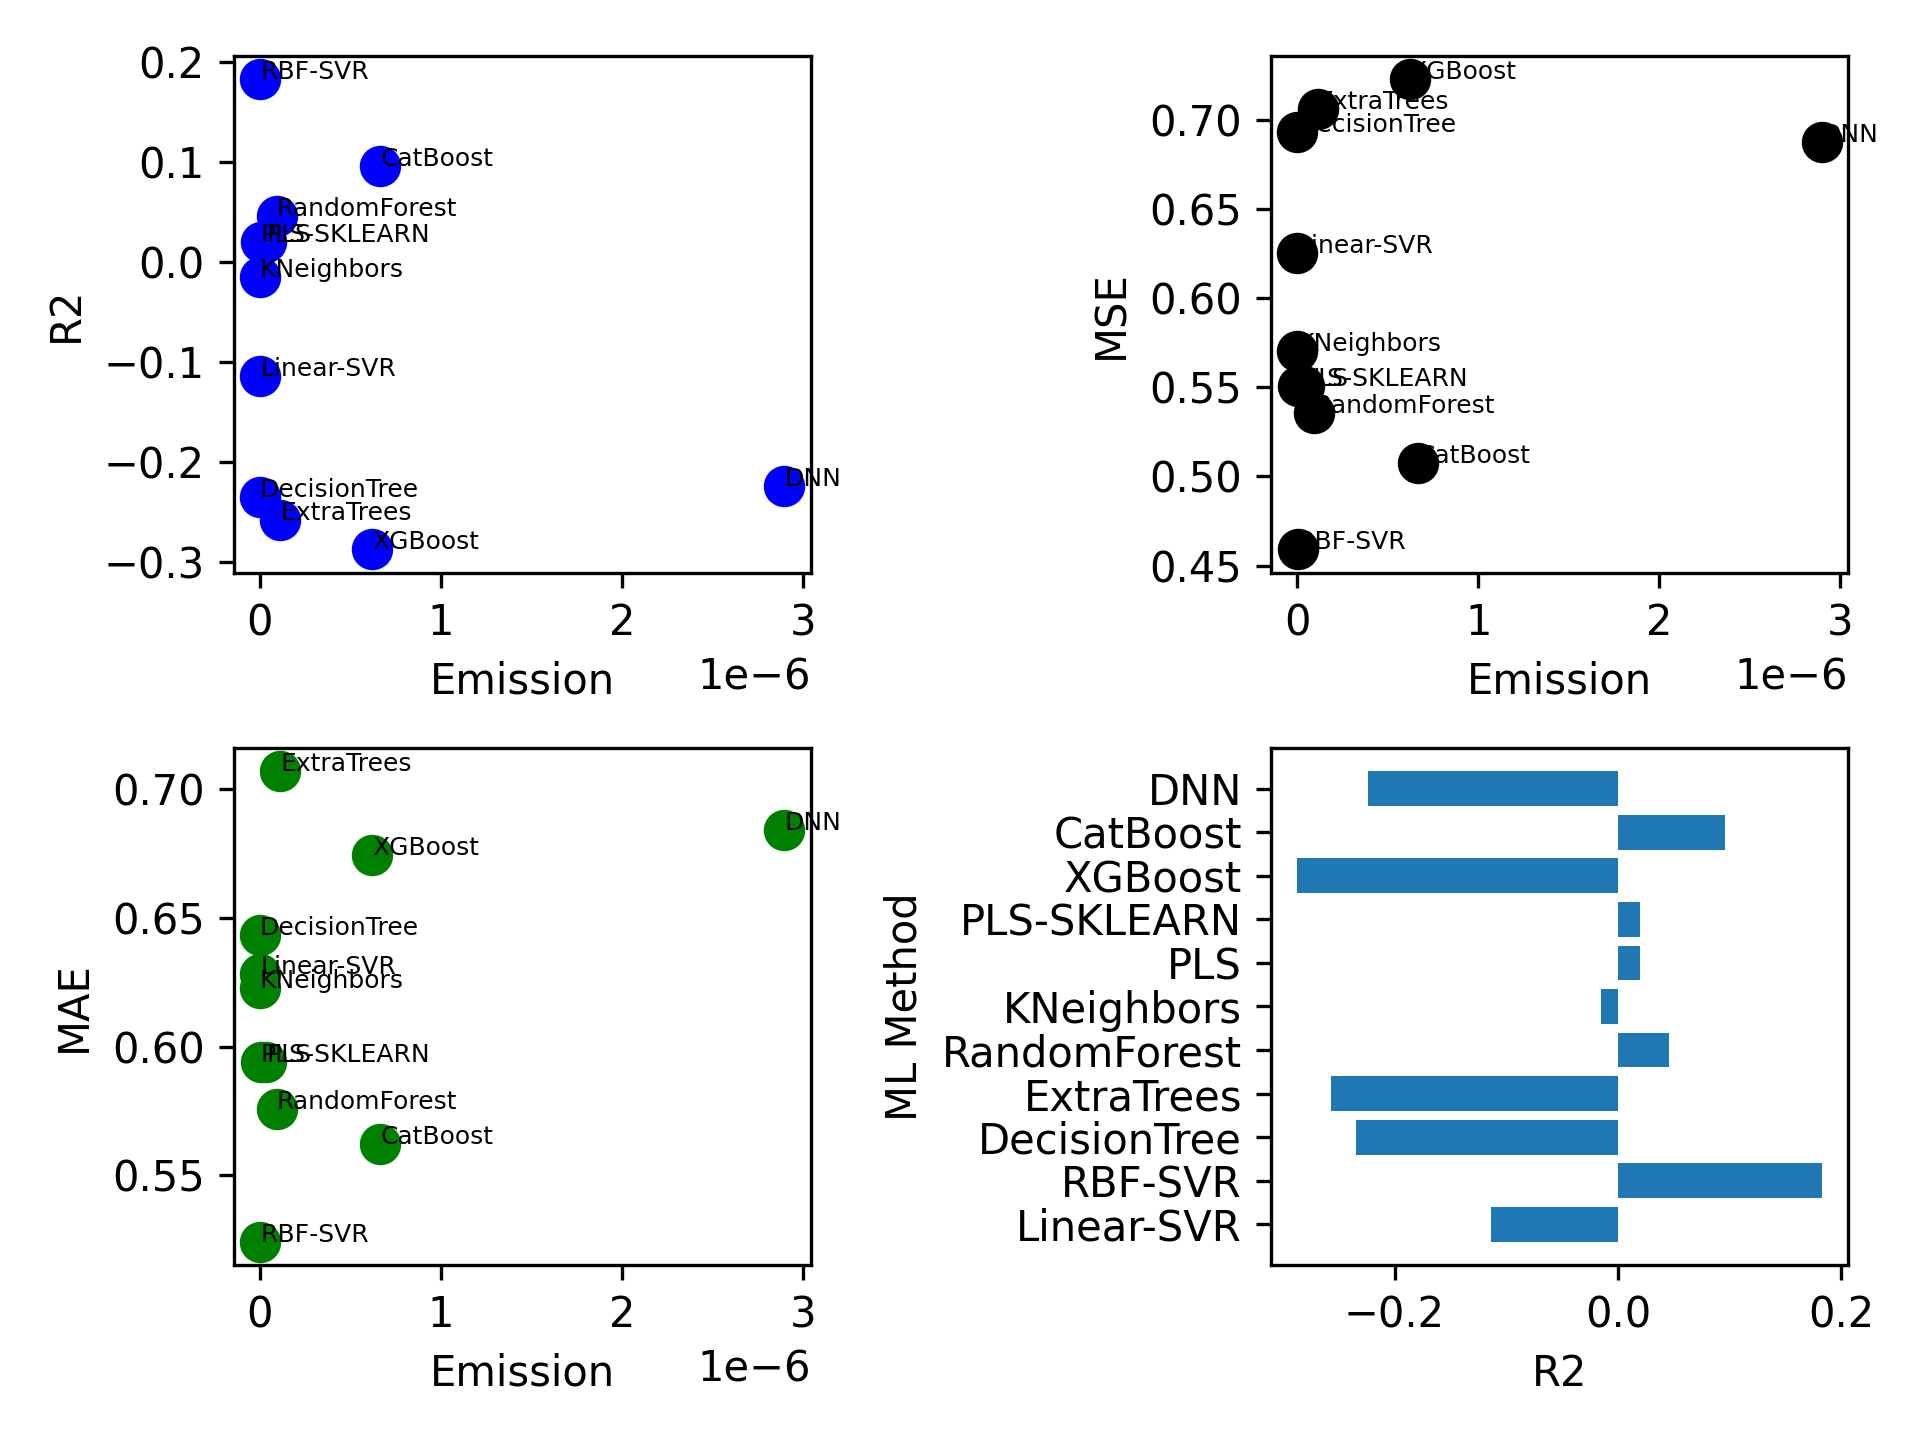 0.2
0.1
0.0
−0.1
−0.2
−0.3
R2
RBF-SVR
CatBoost
RandomForest
PLS
PLS-SKLEARN
KNeighbors
Linear-SVR
DecisionTree
ExtraTrees
XGBoost
DNN
0 1 2 3
Emission
1e−6
0.70
0.65
0.60
0.55
0.50
0.45
MSE
XGBoost
ExtraTrees
DecisionTree
DNN
Linear-SVR
KNeighbors
PLS
PLS-SKLEARN
RandomForest
CatBoost
RBF-SVR
0 1 2 3
Emission
1e−6
0.70
0.65
0.60
0.55
MAE
ExtraTrees
DNN
XGBoost
DecisionTree
Linear-SVR
KNeighbors
PLS
PLS-SKLEARN
RandomForest
CatBoost
RBF-SVR
0 1 2 3
Emission
1e−6
ML Method
DNN
CatBoost
XGBoost
PLS-SKLEARN
PLS
KNeighbors
RandomForest
ExtraTrees
DecisionTree
RBF-SVR
Linear-SVR
−0.2 0.0 0.2
R2